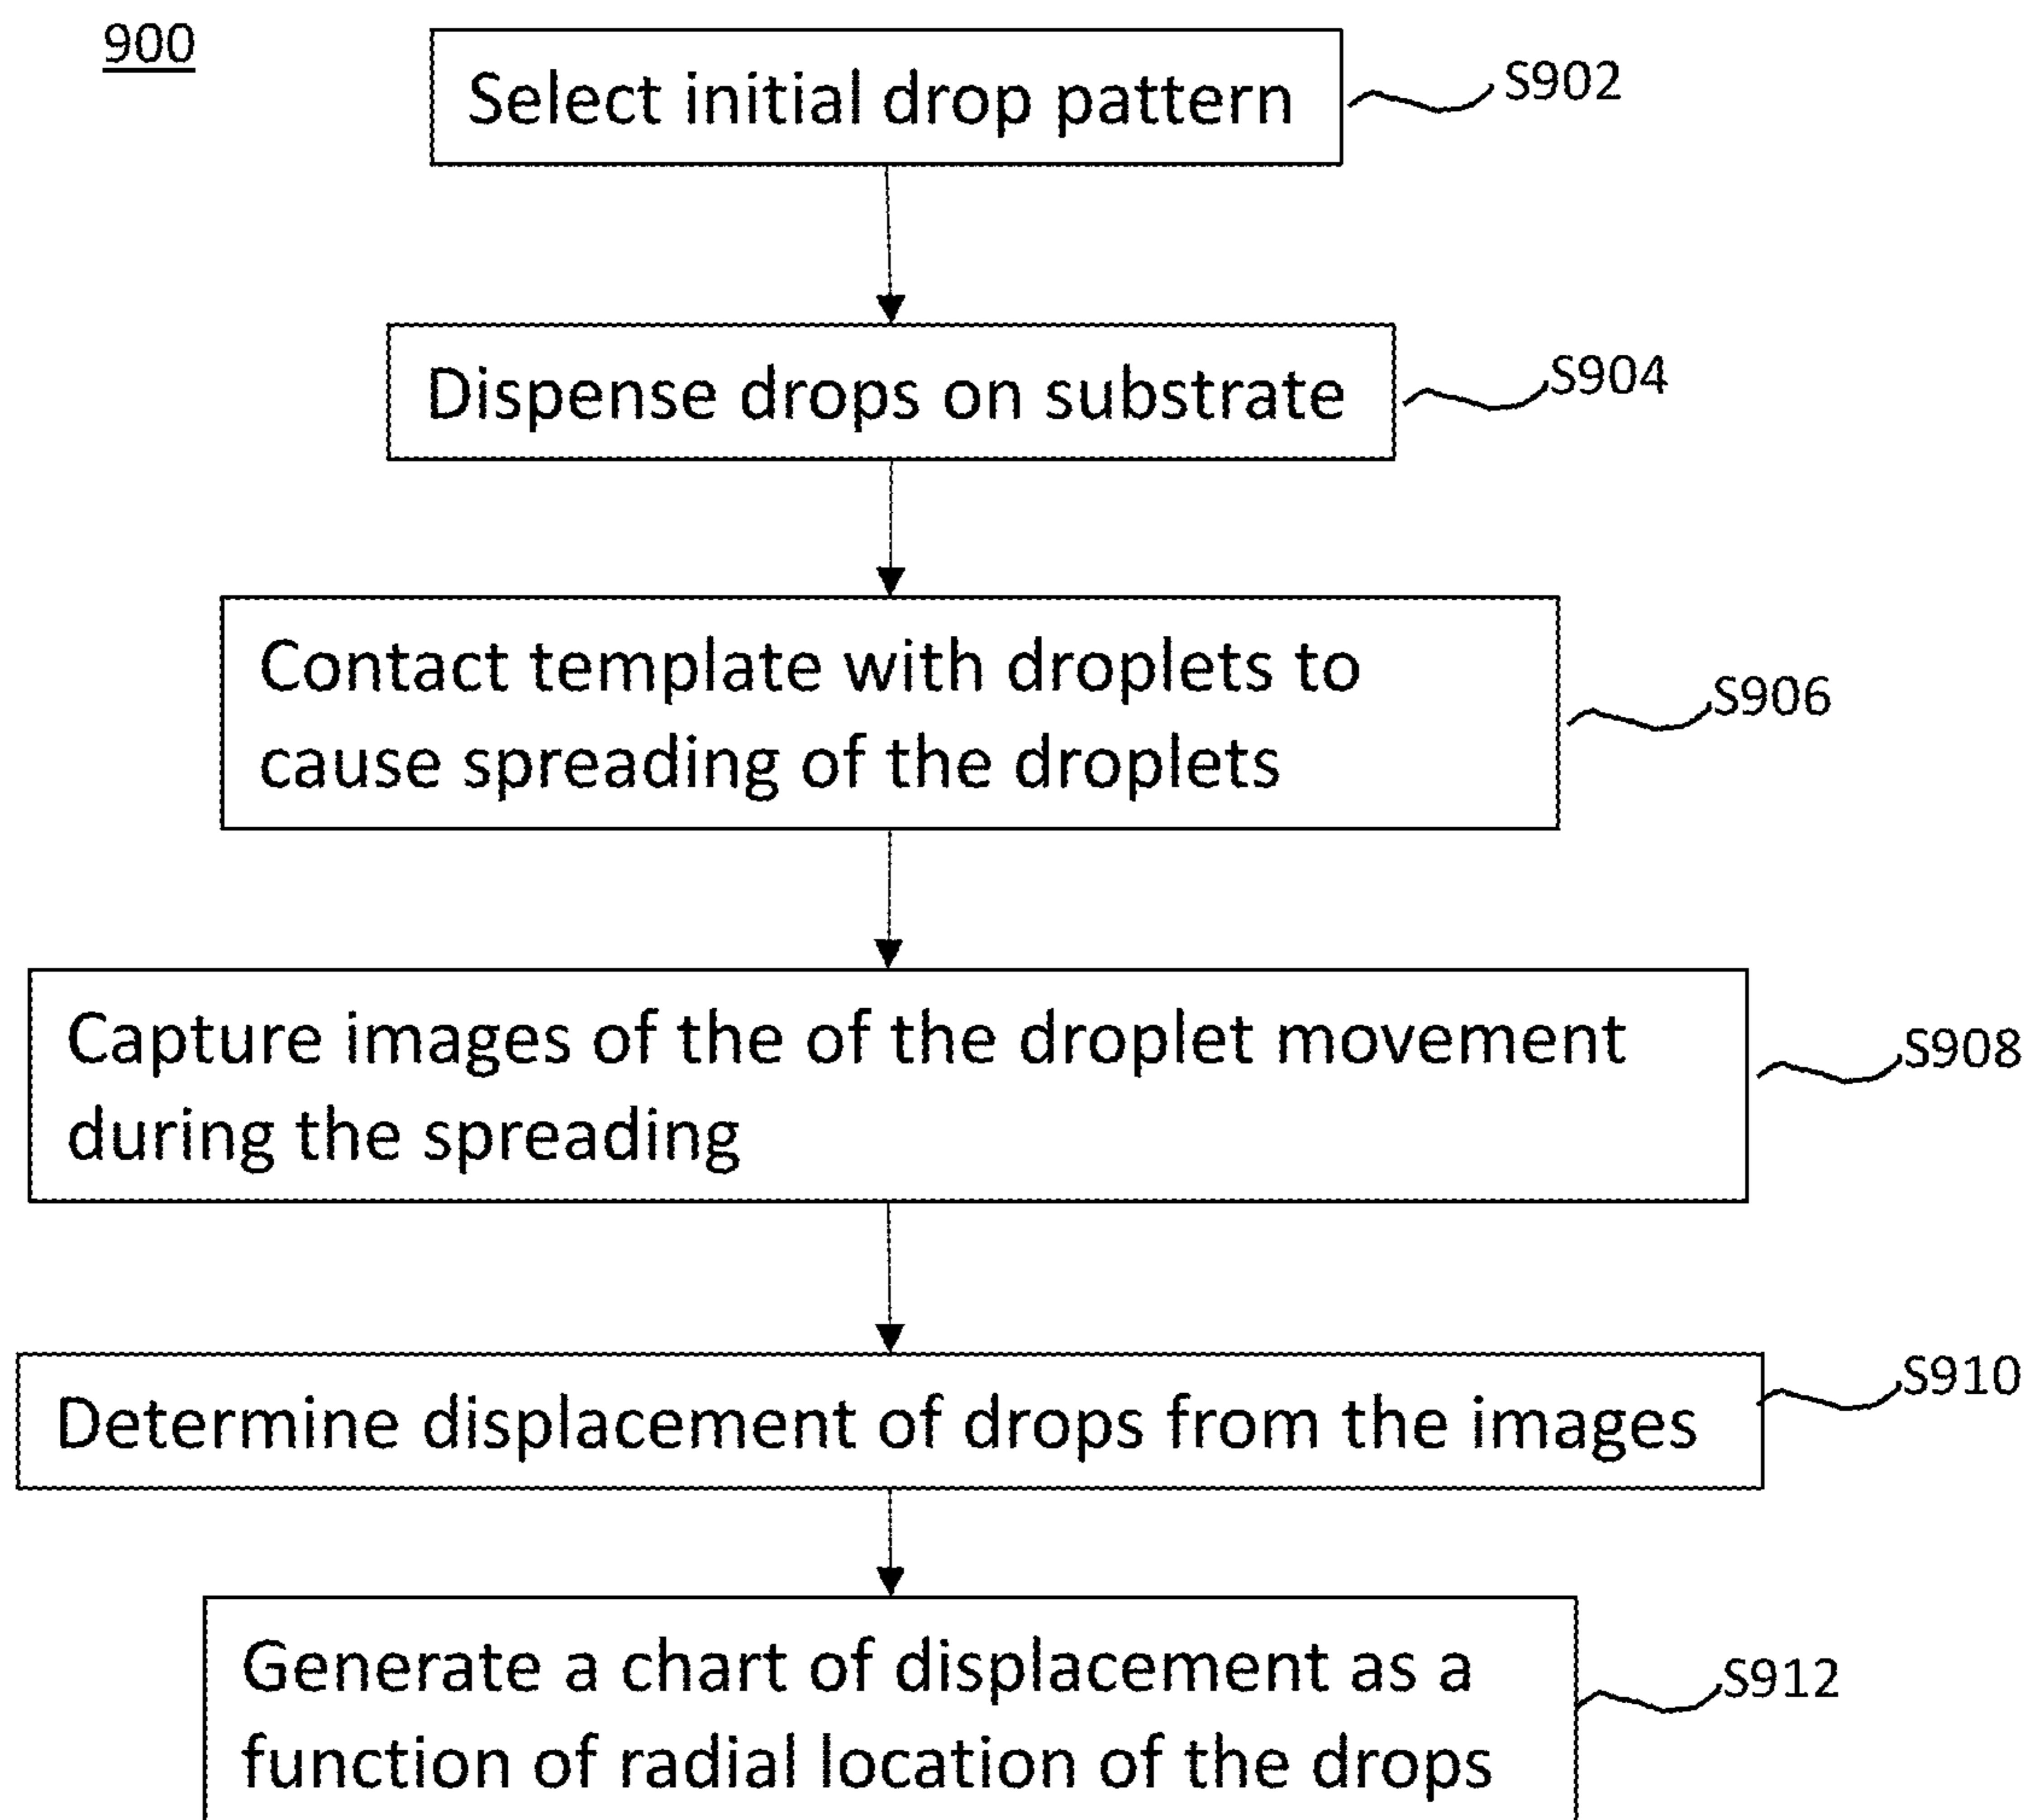 900
Select initial drop pattern
S902
Dispense drops on substrate
S904
Contact template with droplets to
cause spreading of the droplets
S906
Capture images of the of the droplet movement
during the spreading
S908
Determine displacement of drops from the images
S910
Generate a chart of displacement as a
function of radial location of the drops
S912